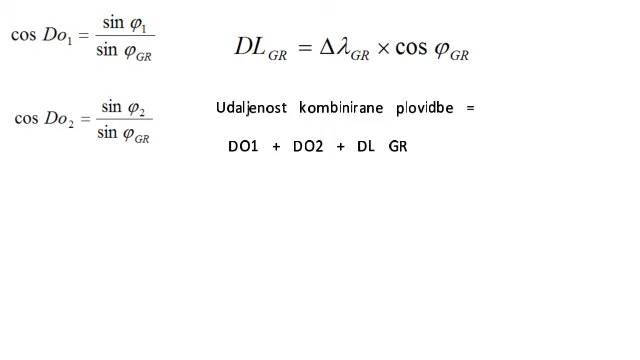 cos Do₁ = sin φ₁ / sin φ_GR
DL_GR = Δλ_GR × cos φ_GR
cos Do₂ = sin φ₂ / sin φ_GR
Udaljenost kombinirane plovidbe =
DO1 + DO2 + DL GR